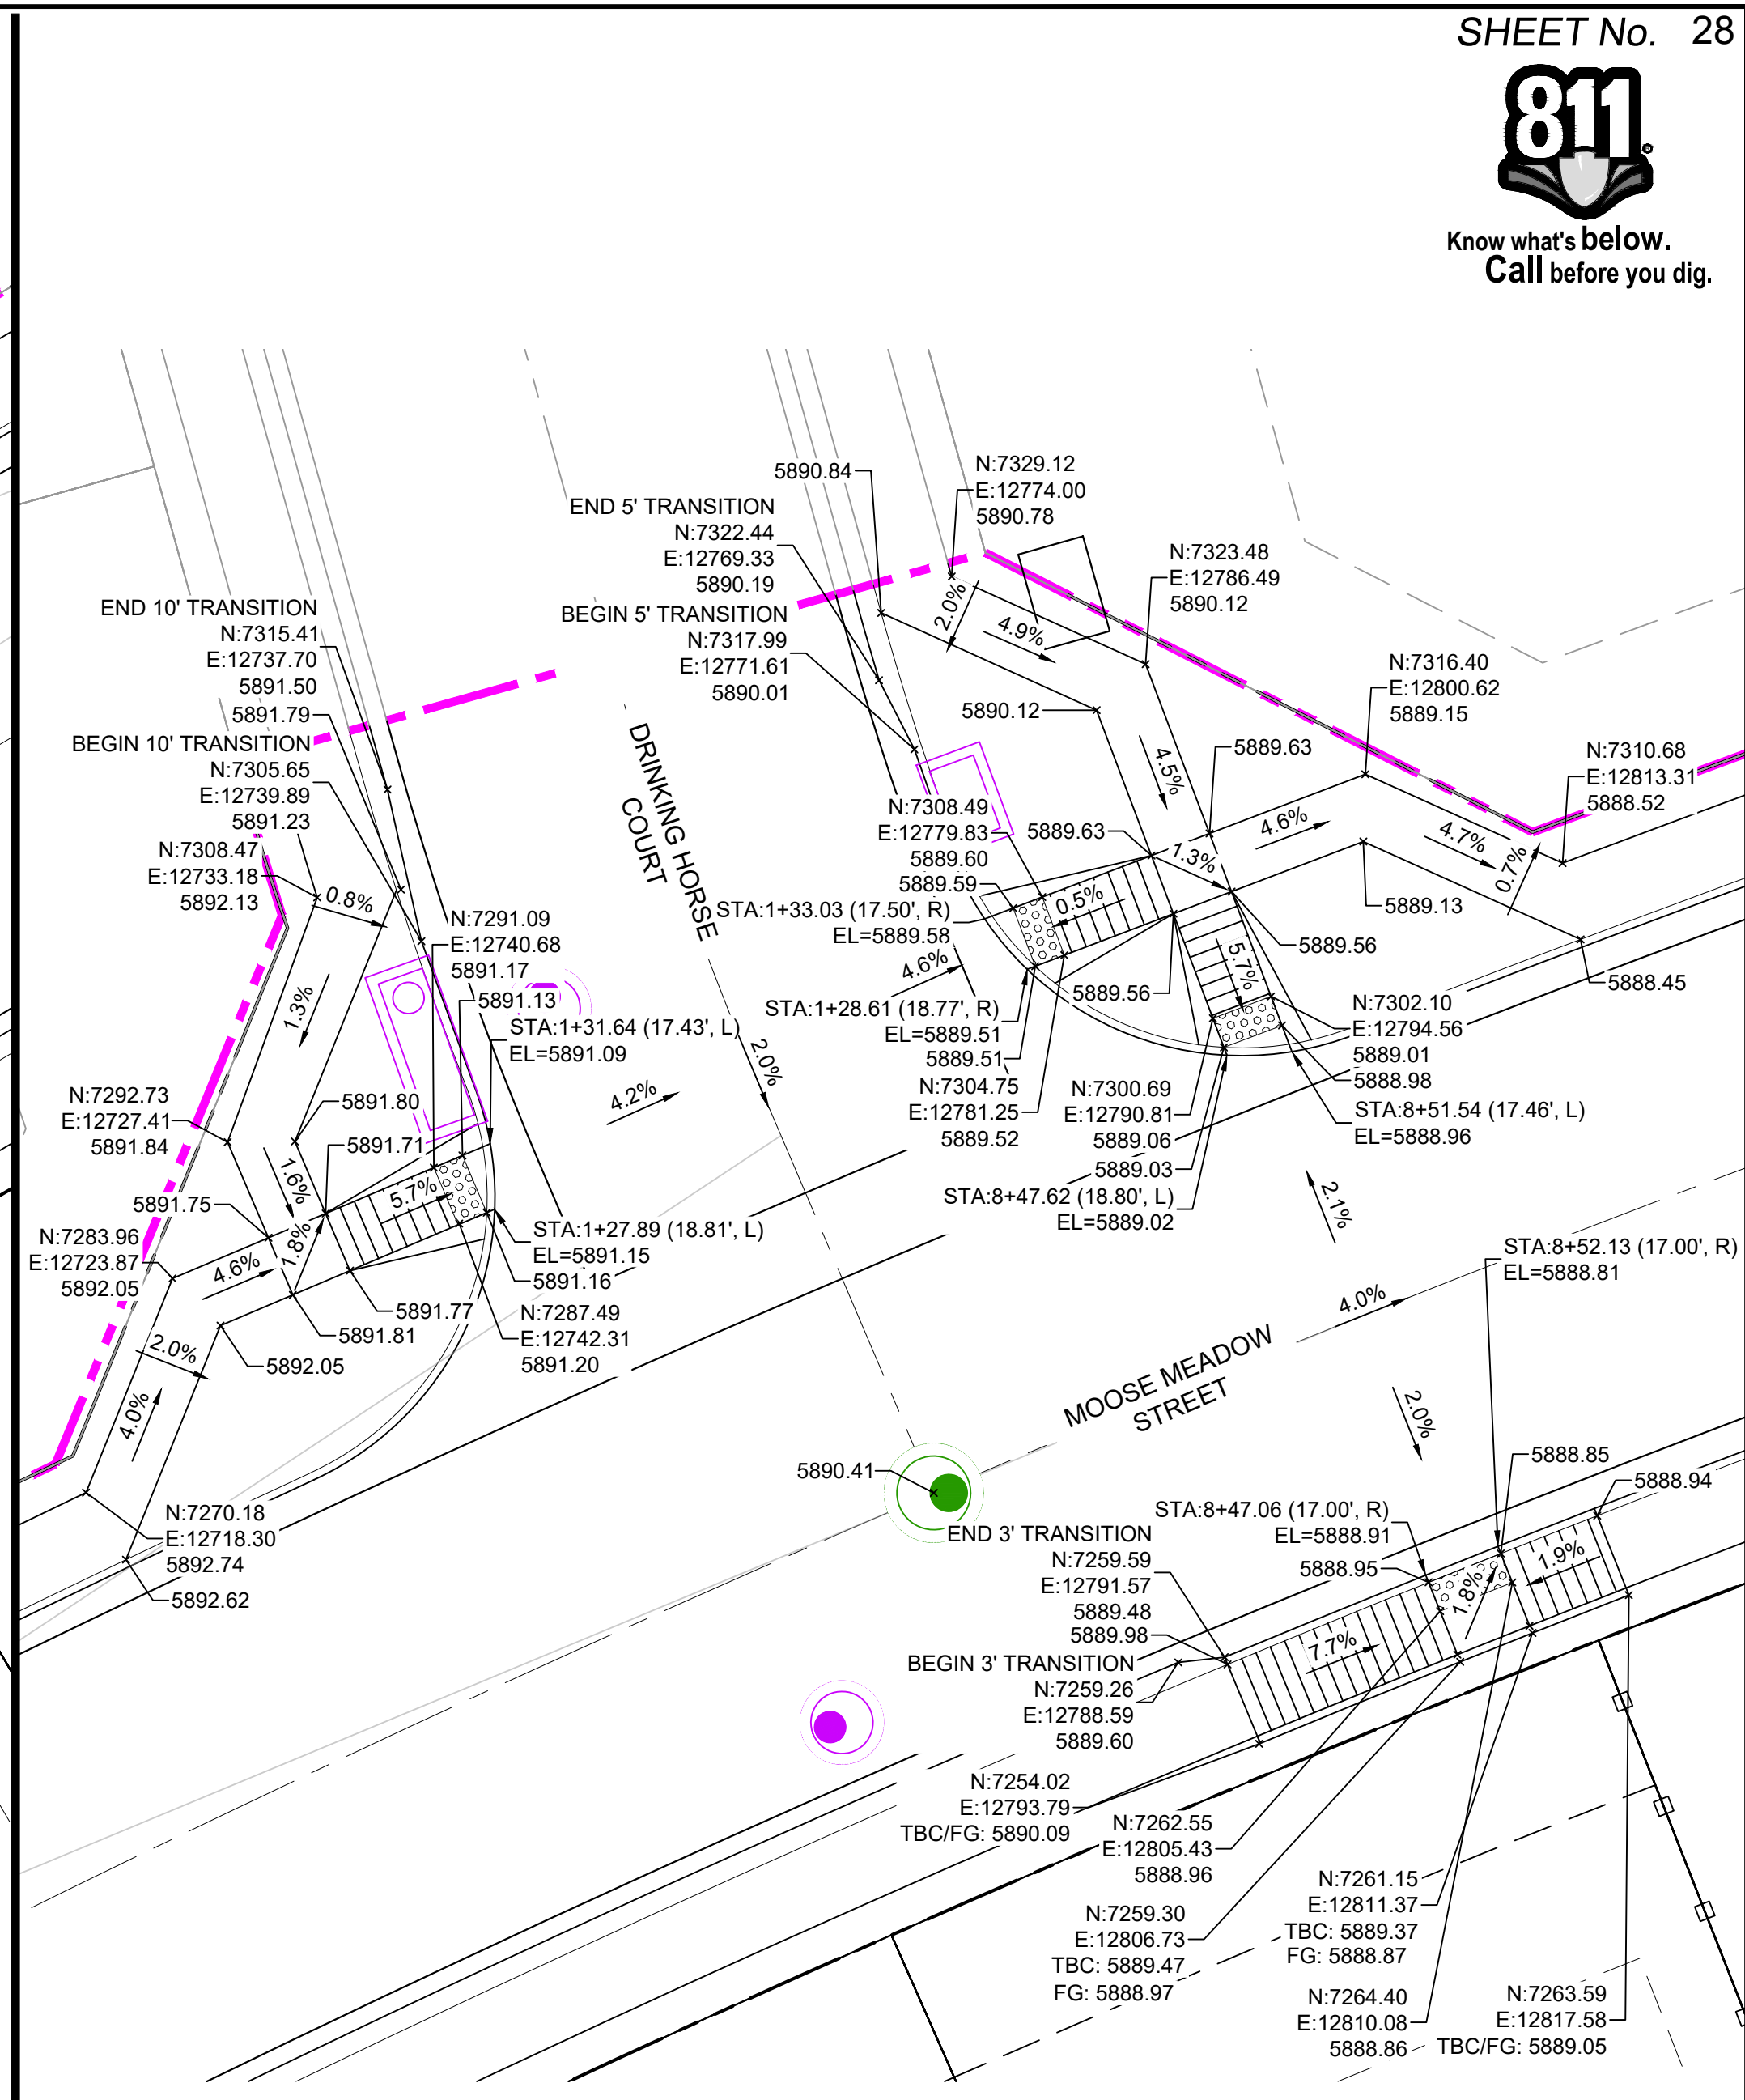 SHEET No. 28
811
Know what's below.
Call before you dig.
5890.84
N:7329.12
E:12774.00
5890.78
END 5' TRANSITION
N:7322.44
E:12769.33
5890.19
N:7323.48
E:12786.49
5890.12
2.0%
4.9%
BEGIN 5' TRANSITION
N:7317.99
E:12771.61
5890.01
END 10' TRANSITION
N:7315.41
E:12737.70
5891.50
5891.79
BEGIN 10' TRANSITION
N:7305.65
E:12739.89
5891.23
N:7308.47
E:12733.18
5892.13
0.8%
DRINKING HORSE
COURT
5890.12
4.5%
5889.63
N:7316.40
E:12800.62
5889.15
N:7310.68
E:12813.31
5888.52
N:7308.49
E:12779.83
5889.60
5889.59
5889.63
1.3%
4.6%
4.7%
0.7%
0.5%
STA:1+33.03 (17.50', R)
EL=5889.58
4.6%
5889.13
5889.56
5888.45
N:7291.09
E:12740.68
5891.17
5891.13
STA:1+31.64 (17.43', L)
EL=5891.09
1.3%
STA:1+28.61 (18.77', R)
EL=5889.51
5889.51
N:7304.75
E:12781.25
5889.52
5889.56
5.7%
N:7302.10
E:12794.56
5889.01
5888.98
STA:8+51.54 (17.46', L)
EL=5888.96
N:7300.69
E:12790.81
5889.06
5889.03
STA:8+47.62 (18.80', L)
EL=5889.02
2.0%
4.2%
2.1%
N:7292.73
E:12727.41
5891.84
5891.80
5891.71
1.6%
5.7%
5891.75
N:7283.96
E:12723.87
5892.05
4.6%
1.8%
STA:1+27.89 (18.81', L)
EL=5891.15
5891.16
N:7287.49
E:12742.31
5891.20
5891.77
5891.81
5892.05
2.0%
4.0%
STA:8+52.13 (17.00', R)
EL=5888.81
4.0%
MOOSE MEADOW
STREET
2.0%
5890.41
N:7270.18
E:12718.30
5892.74
5892.62
5888.85
5888.94
STA:8+47.06 (17.00', R)
EL=5888.91
5888.95
END 3' TRANSITION
N:7259.59
E:12791.57
5889.48
5889.98
1.9%
1.8%
7.7%
BEGIN 3' TRANSITION
N:7259.26
E:12788.59
5889.60
N:7254.02
E:12793.79
TBC/FG: 5890.09
N:7262.55
E:12805.43
5888.96
N:7259.30
E:12806.73
TBC: 5889.47
FG: 5888.97
N:7261.15
E:12811.37
TBC: 5889.37
FG: 5888.87
N:7264.40
E:12810.08
5888.86
N:7263.59
E:12817.58
TBC/FG: 5889.05